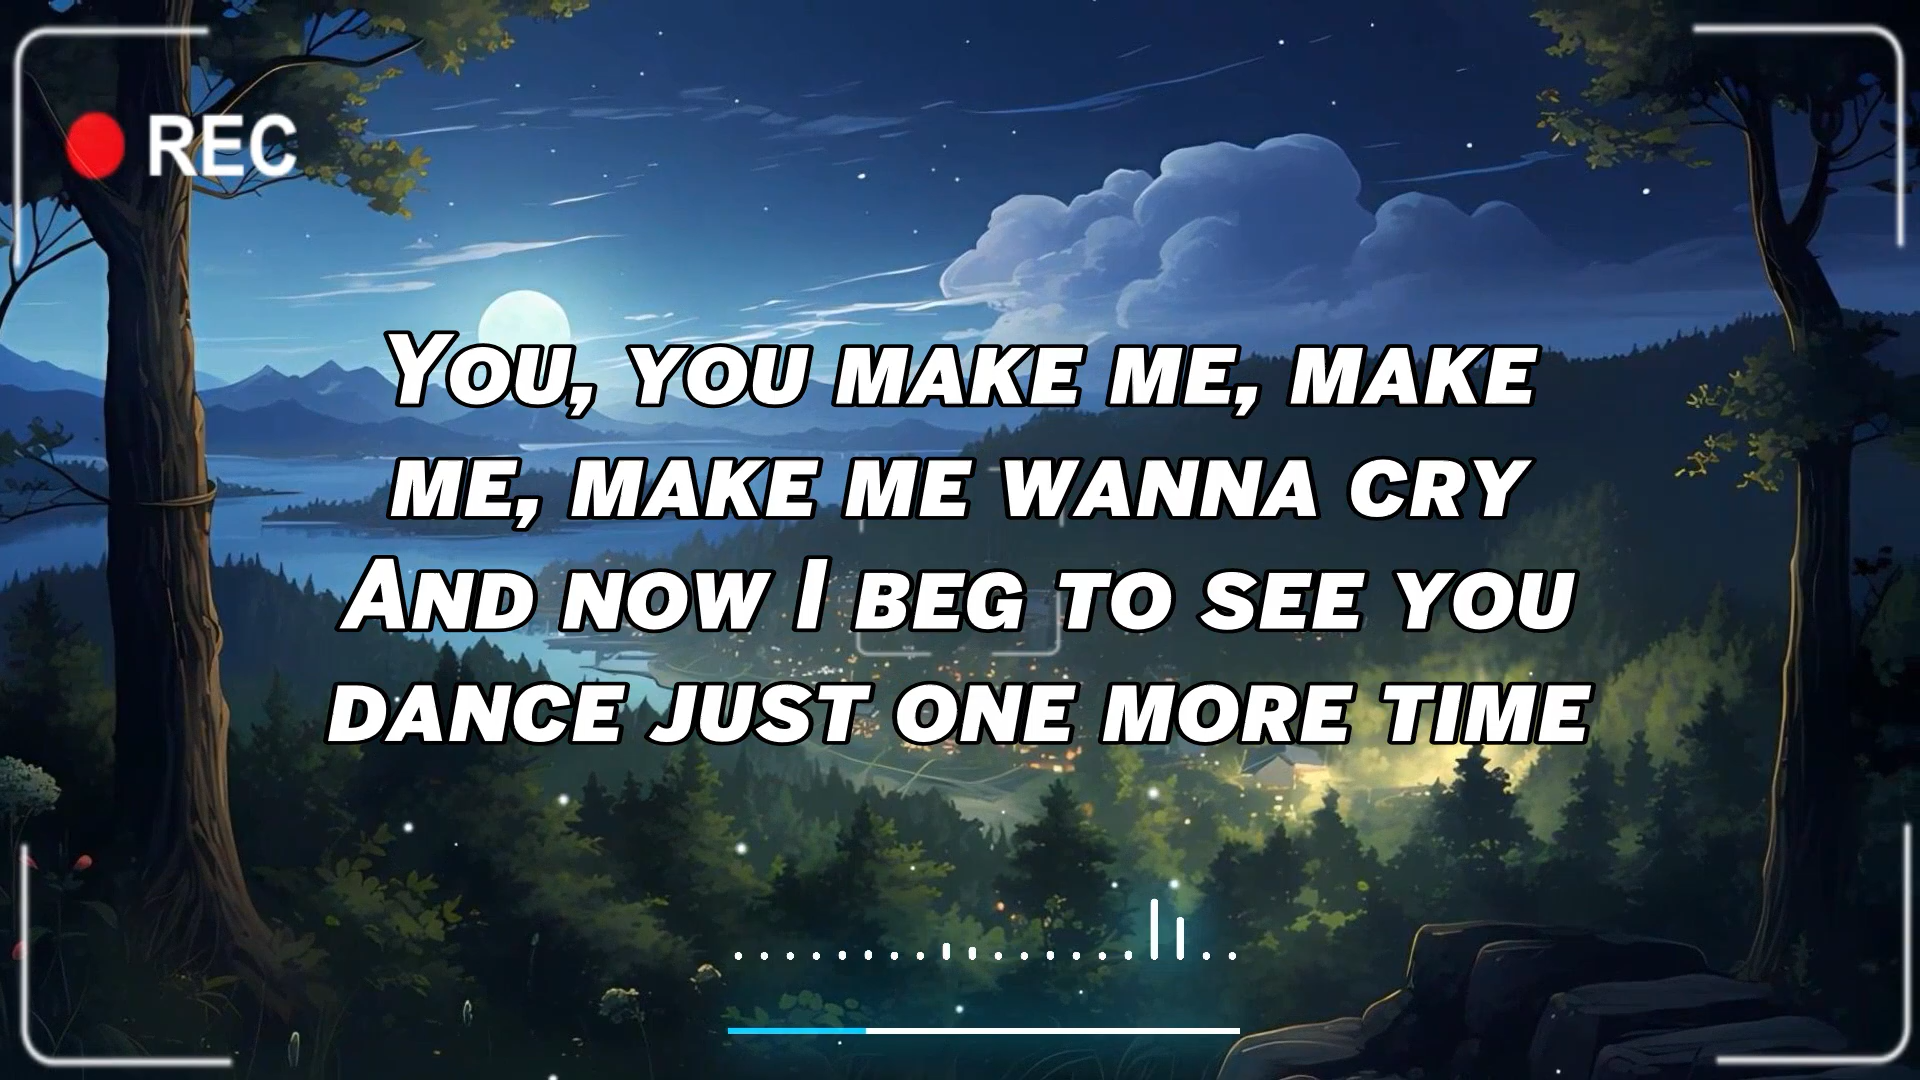 REC
You, you make me, make
me, make me wanna cry
And now I beg to see you
dance just one more time